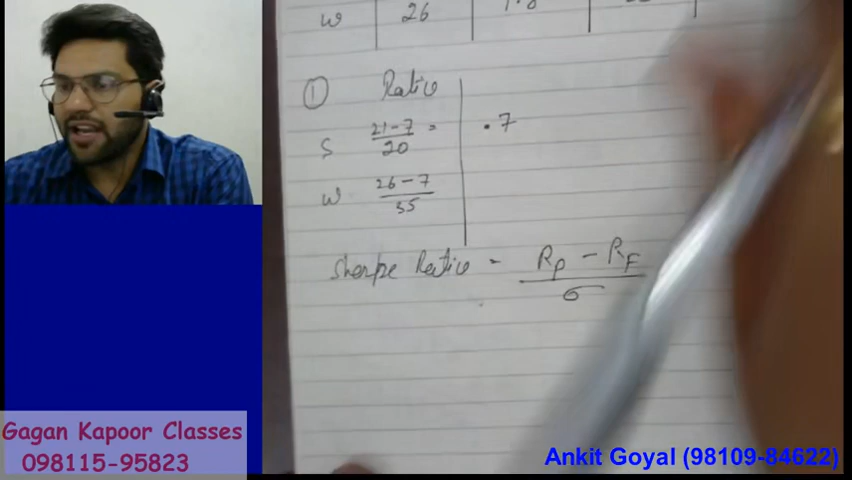 W 26
① Ratio
S 21-7/20 = .7
W 26-7/35
Sharpe Ratio = Rp - RF/σ
Gagan Kapoor Classes
098115-95823
Ankit Goyal (98109-84622)